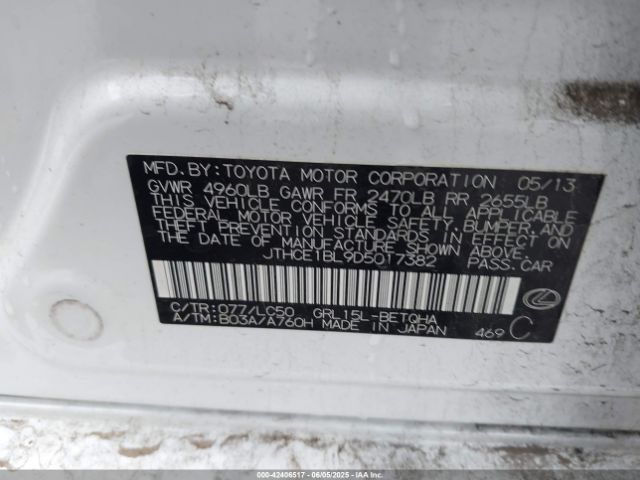 MFD. BY: TOYOTA MOTOR CORPORATION 05/13
GVWR 4960LB GAWR FR 2470LB RR 2655LB
THIS VEHICLE CONFORMS TO ALL APPLICABLE
FEDERAL MOTOR VEHICLE SAFETY, BUMPER, AND
THEFT PREVENTION STANDARDS IN EFFECT ON
THE DATE OF MANUFACTURE SHOWN ABOVE.
JTHCE1BL9D5017382 PASS.CAR
C/TR:077/LC50 GRL15L-BETQHA
A/TM:B03A/A760H MADE IN JAPAN 469 C
000-42406517 - 06/05/2025 - IAAI.COM